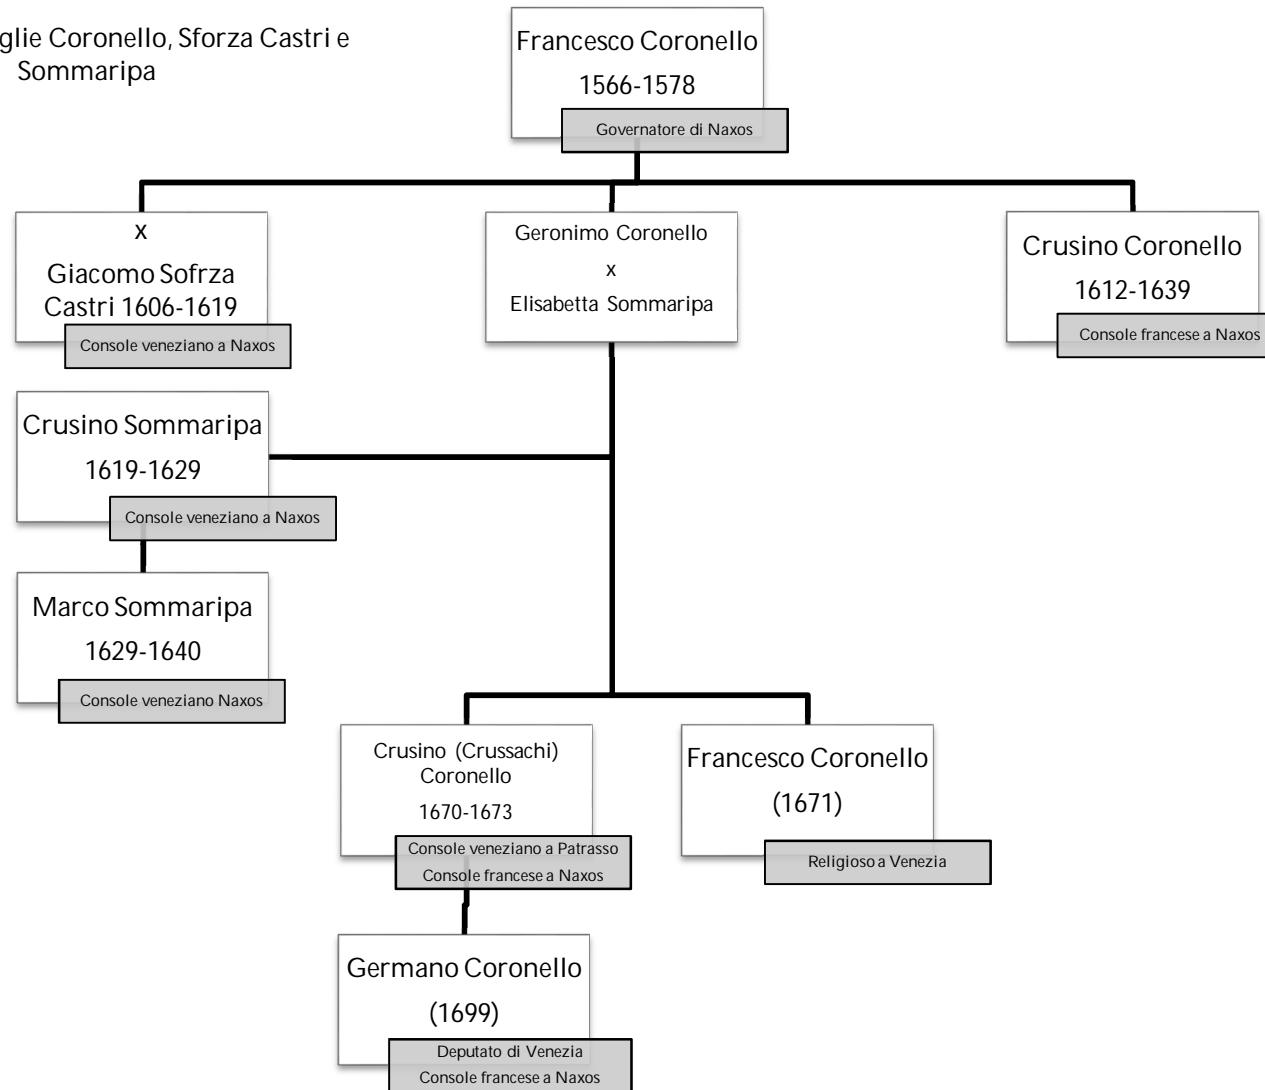 glie Coronello, Sforza Castri e
Sommaripa
Francesco Coronello
1566-1578
Governatore di Naxos
x
Giacomo Sofrza
Castri 1606-1619
Console veneziano a Naxos
Geronimo Coronello
x
Elisabetta Sommaripa
Crusino Coronello
1612-1639
Console francese a Naxos
Crusino Sommaripa
1619-1629
Console veneziano a Naxos
Marco Sommaripa
1629-1640
Console veneziano Naxos
Crusino (Crussachi)
Coronello
1670-1673
Console veneziano a Patrasso
Console francese a Naxos
Francesco Coronello
(1671)
Religioso a Venezia
Germano Coronello
(1699)
Deputato di Venezia
Console francese a Naxos